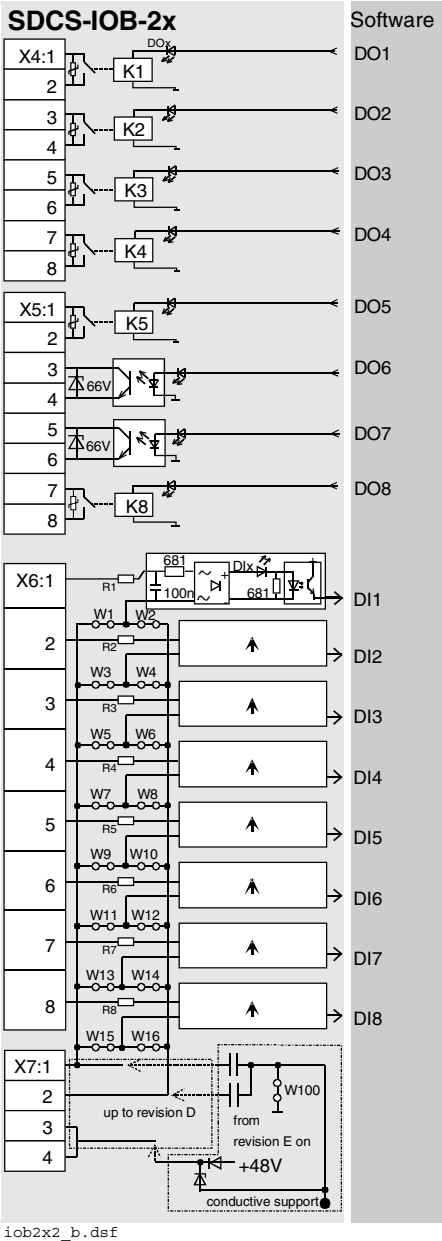 SDCS-IOB-2x
Software
X4:1
DOx
K1
DO1
2
3
K2
DO2
4
5
K3
DO3
6
7
K4
DO4
8
X5:1
K5
DO5
2
3
66V
DO6
4
5
66V
DO7
6
7
K8
DO8
8
X6:1
R1
681
100n
~
~
+
-
DIx
681
+
DI1
W1
W2
2
R2
DI2
W3
W4
3
R3
DI3
W5
W6
4
R4
DI4
W7
W8
5
R5
DI5
W9
W10
6
R6
DI6
W11
W12
7
R7
DI7
W13
W14
8
R8
DI8
W15
W16
X7:1
2
W100
up to revision D
from
revision E on
3
4
+48V
conductive support
iob2x2_b.dsf